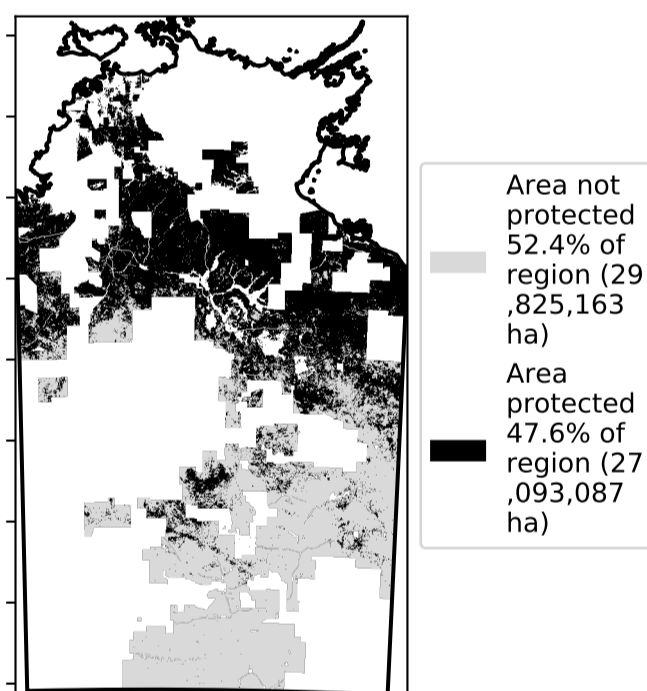 Area not
protected
52.4% of
region (29
,825,163
ha)
Area
protected
47.6% of
region (27
,093,087
ha)